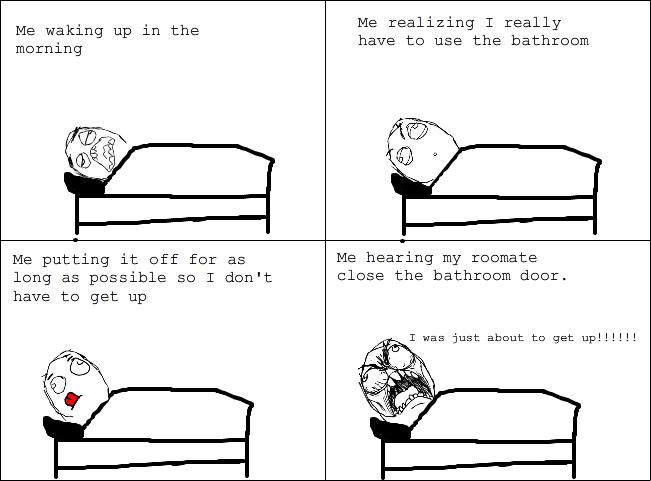 Me waking up in the
morning
Me realizing I really
have to use the bathroom
Me putting it off for as
long as possible so I don't
have to get up
Me hearing my roomate
close the bathroom door.
I was just about to get up!!!!!!